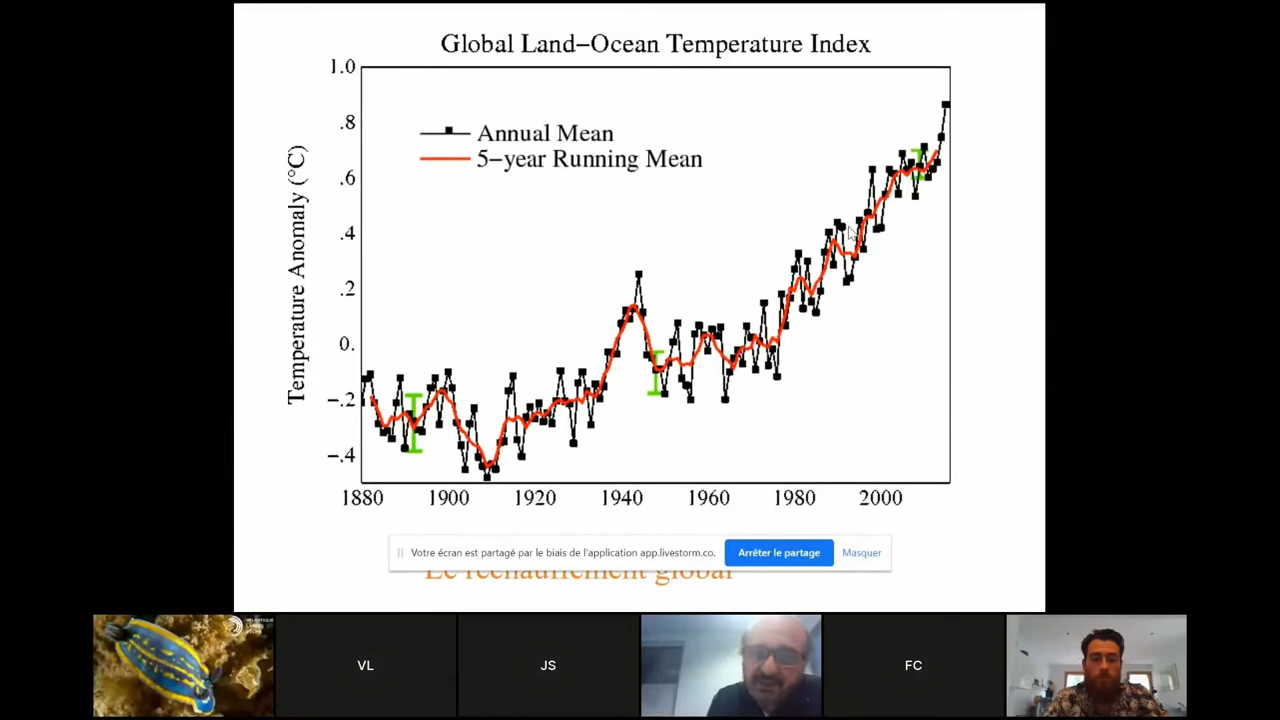 Global Land−Ocean Temperature Index
Temperature Anomaly (°C)
1.0
.8
.6
.4
.2
0.
−.2
−.4
Annual Mean
5−year Running Mean
1880 1900 1920 1940 1960 1980 2000
Votre écran est partagé par le biais de l'application app.livestorm.co. Arrêter le partage Masquer
Le réchauffement global
VL JS FC